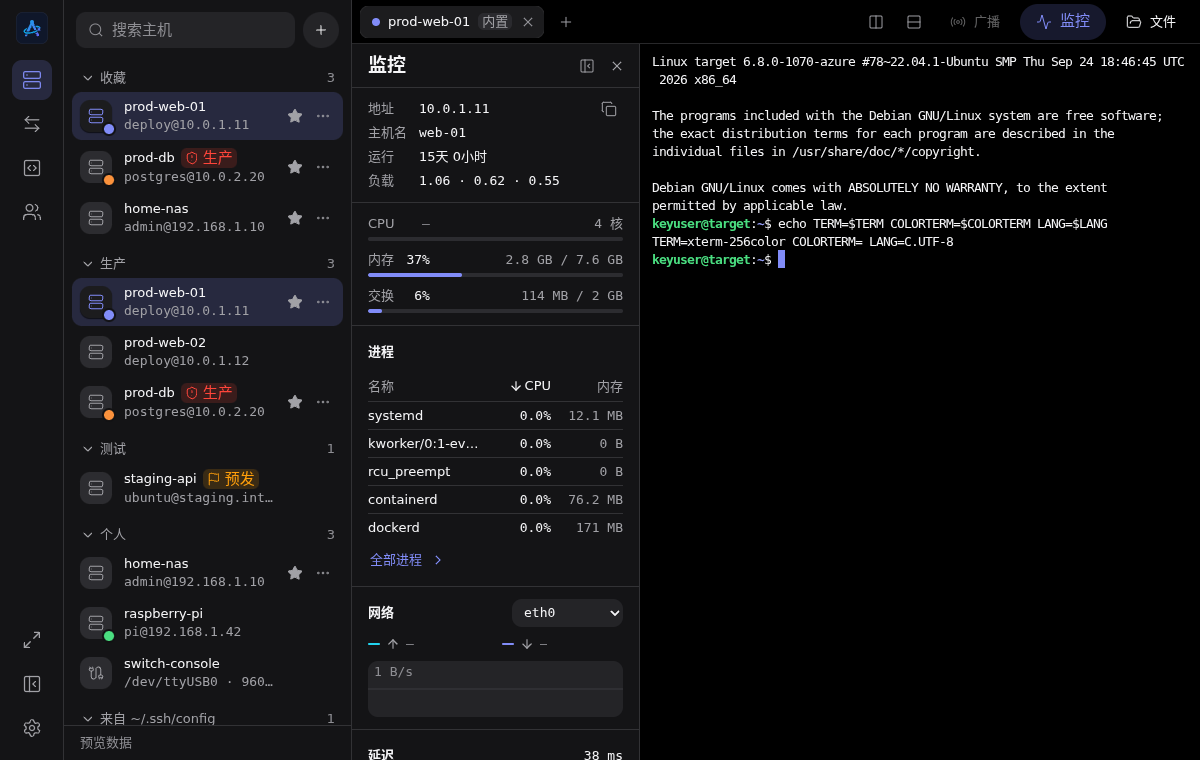 搜索主机
收藏 3
prod-web-01
deploy@10.0.1.11
prod-db 生产
postgres@10.0.2.20
home-nas
admin@192.168.1.10
生产 3
prod-web-01
deploy@10.0.1.11
prod-web-02
deploy@10.0.1.12
prod-db 生产
postgres@10.0.2.20
测试 1
staging-api 预发
ubuntu@staging.int…
个人 3
home-nas
admin@192.168.1.10
raspberry-pi
pi@192.168.1.42
switch-console
/dev/ttyUSB0 · 960…
来自 ~/.ssh/config 1
预览数据
prod-web-01 内置
广播 监控 文件
监控
地址 10.0.1.11
主机名 web-01
运行 15天 0小时
负载 1.06 · 0.62 · 0.55
CPU — 4 核
内存 37% 2.8 GB / 7.6 GB
交换 6% 114 MB / 2 GB
进程
名称 CPU 内存
systemd 0.0% 12.1 MB
kworker/0:1-ev… 0.0% 0 B
rcu_preempt 0.0% 0 B
containerd 0.0% 76.2 MB
dockerd 0.0% 171 MB
全部进程
网络 eth0
— —
1 B/s
延迟 38 ms
Linux target 6.8.0-1070-azure #78~22.04.1-Ubuntu SMP Thu Sep 24 18:46:45 UTC
2026 x86_64
The programs included with the Debian GNU/Linux system are free software;
the exact distribution terms for each program are described in the
individual files in /usr/share/doc/*/copyright.
Debian GNU/Linux comes with ABSOLUTELY NO WARRANTY, to the extent
permitted by applicable law.
keyuser@target:~$ echo TERM=$TERM COLORTERM=$COLORTERM LANG=$LANG
TERM=xterm-256color COLORTERM= LANG=C.UTF-8
keyuser@target:~$